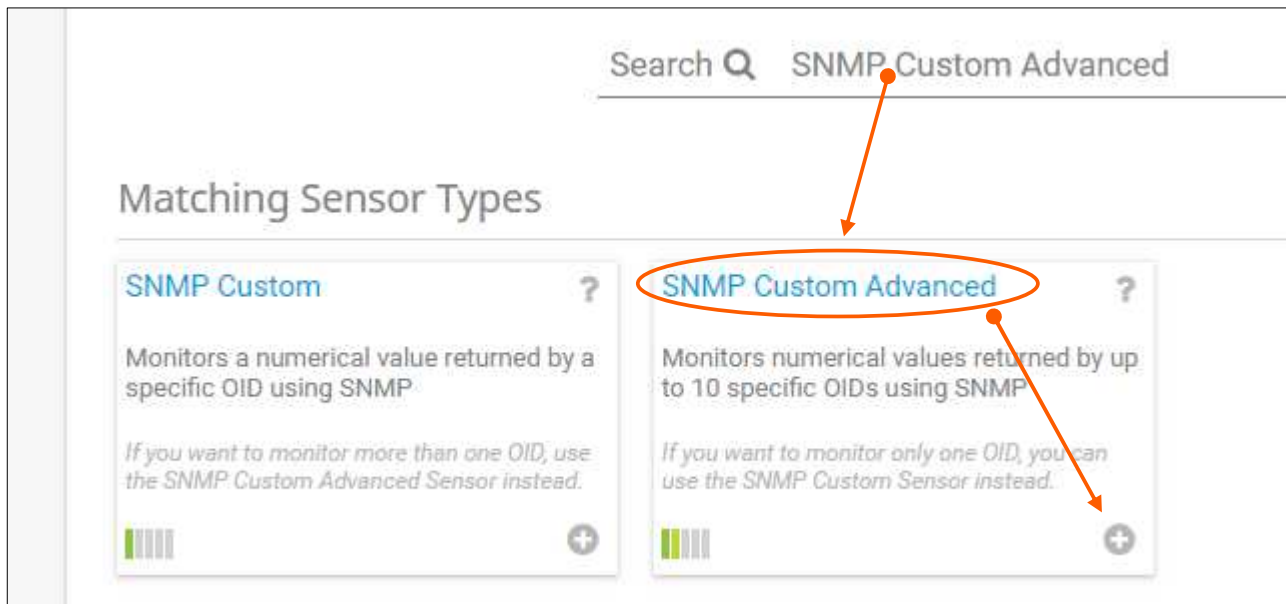 Search SNMP Custom Advanced
Matching Sensor Types
SNMP Custom ?
Monitors a numerical value returned by a
specific OID using SNMP
If you want to monitor more than one OID, use
the SNMP Custom Advanced Sensor instead.
SNMP Custom Advanced ?
Monitors numerical values returned by up
to 10 specific OIDs using SNMP
If you want to monitor only one OID, you can
use the SNMP Custom Sensor instead.